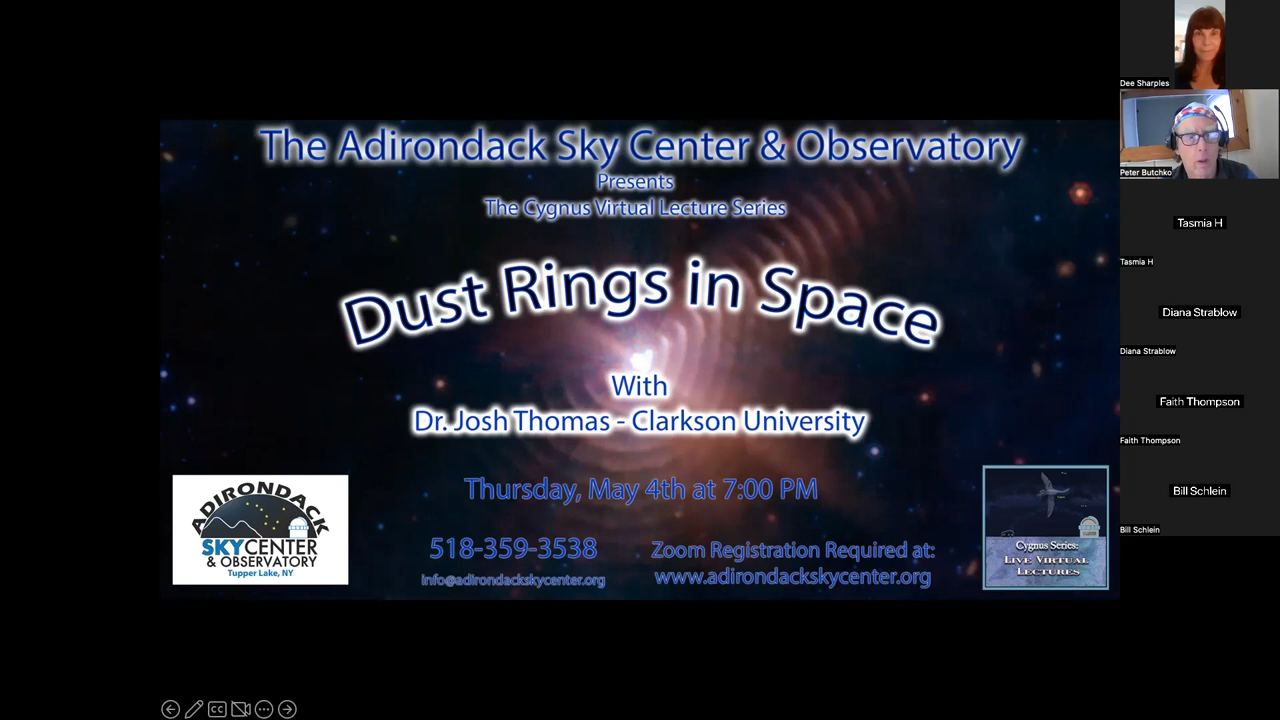 The Adirondack Sky Center & Observatory
Presents
The Cygnus Virtual Lecture Series
Dust Rings in Space
With
Dr. Josh Thomas - Clarkson University
Thursday, May 4th at 7:00 PM
518-359-3538
info@adirondackskycenter.org
Zoom Registration Required at:
www.adirondackskycenter.org
ADIRONDACK
SKYCENTER
& OBSERVATORY
Tupper Lake, NY
Cygnus Series:
Live Virtual
Lectures
CC
Dee Sharples
Peter Butchko
Tasmia H
Tasmia H
Diana Strablow
Diana Strablow
Faith Thompson
Faith Thompson
Bill Schlein
Bill Schlein